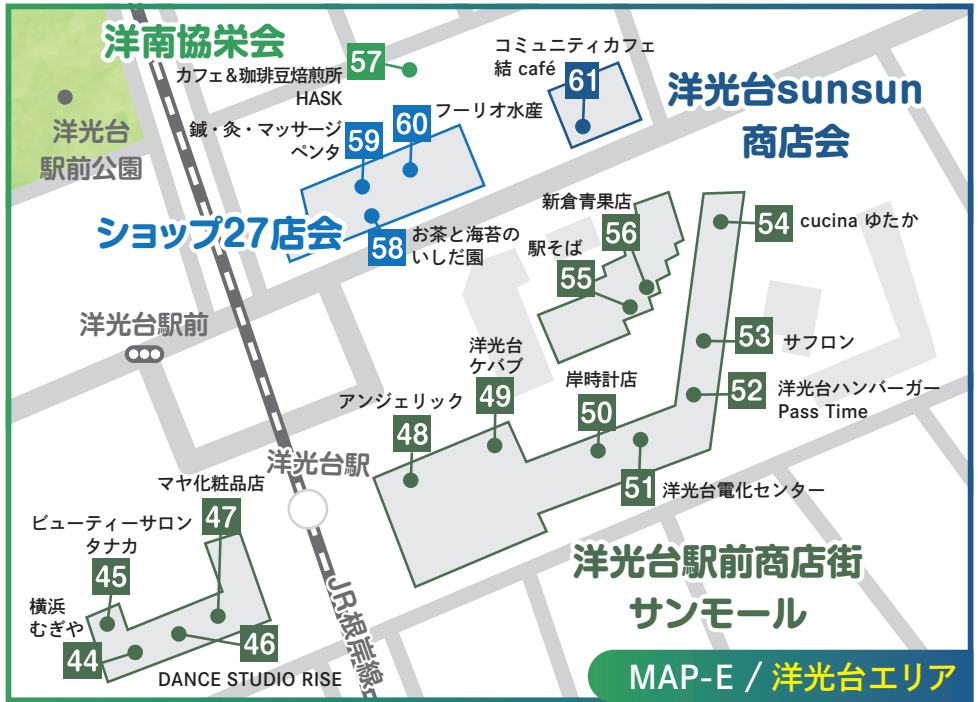 洋南協栄会
57
カフェ&珈琲豆焙煎所
HASK
コミュニティカフェ
結 café
61
洋光台sunsun
商店会
洋光台
駅前公園
鍼・灸・マッサージ
ペンタ
59
60
フーリオ水産
ショップ27店会
58
お茶と海苔の
いしだ園
新倉青果店
56
駅そば
55
54
cucina ゆたか
洋光台駅前
53
サフロン
洋光台
ケバブ
49
52
洋光台ハンバーガー
Pass Time
アンジェリック
48
岸時計店
50
51
洋光台電化センター
洋光台駅
マヤ化粧品店
47
ビューティーサロン
タナカ
45
横浜
むぎや
44
46
DANCE STUDIO RISE
JR根岸線
洋光台駅前商店街
サンモール
MAP-E / 洋光台エリア